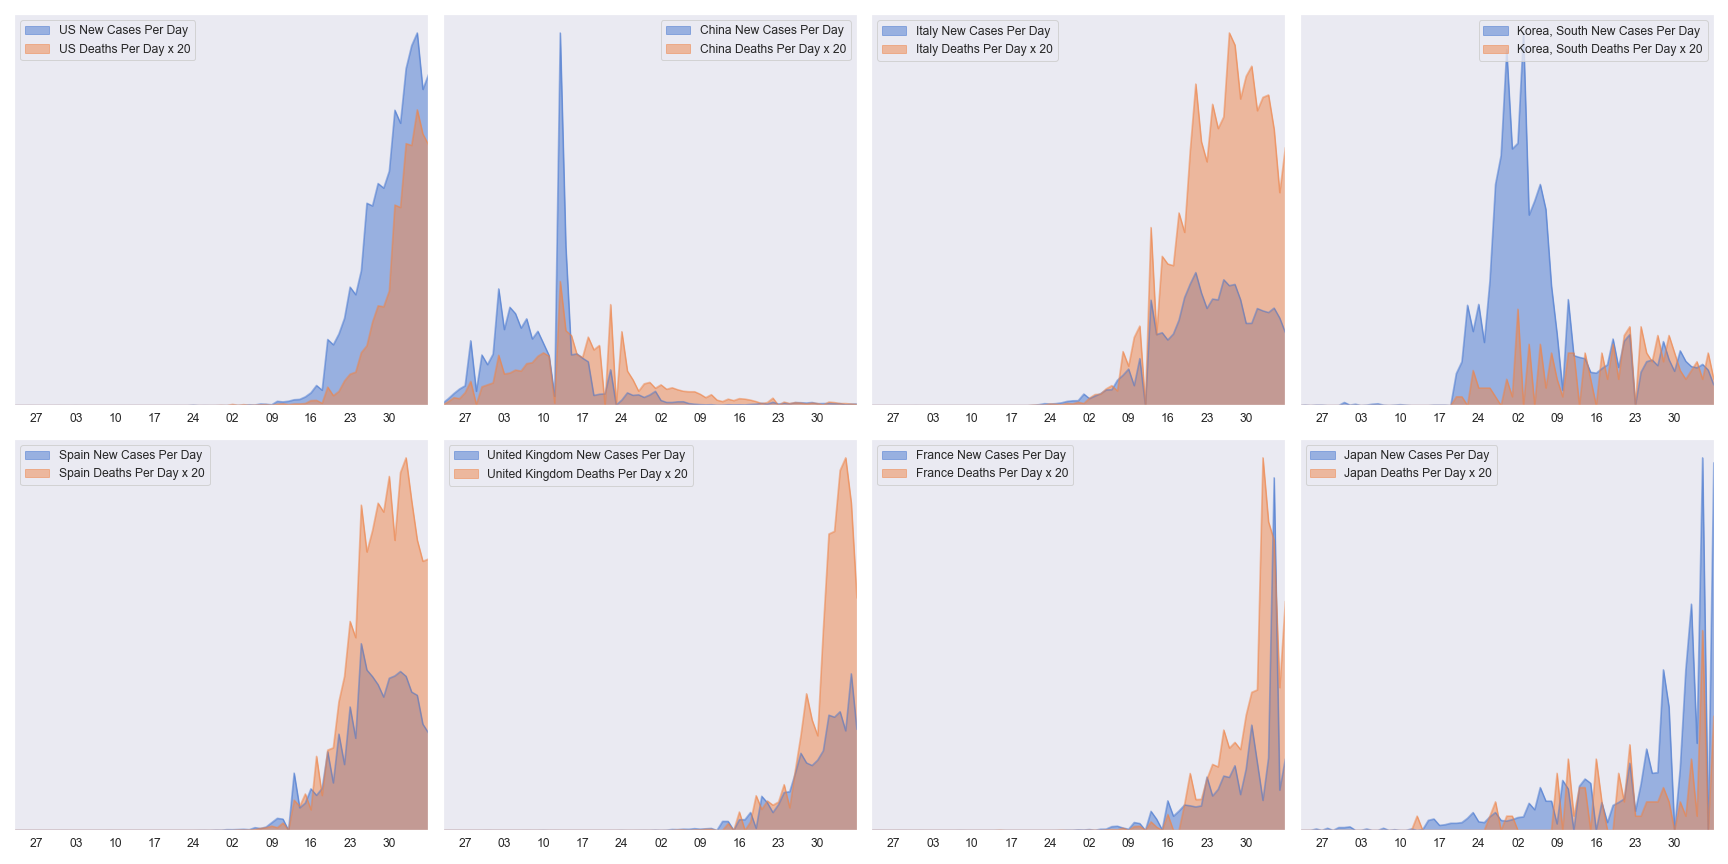 US New Cases Per Day
US Deaths Per Day x 20
China New Cases Per Day
China Deaths Per Day x 20
Italy New Cases Per Day
Italy Deaths Per Day x 20
Korea, South New Cases Per Day
Korea, South Deaths Per Day x 20
27 03 10 17 24 02 09 16 23 30
27 03 10 17 24 02 09 16 23 30
27 03 10 17 24 02 09 16 23 30
27 03 10 17 24 02 09 16 23 30
Spain New Cases Per Day
Spain Deaths Per Day x 20
United Kingdom New Cases Per Day
United Kingdom Deaths Per Day x 20
France New Cases Per Day
France Deaths Per Day x 20
Japan New Cases Per Day
Japan Deaths Per Day x 20
27 03 10 17 24 02 09 16 23 30
27 03 10 17 24 02 09 16 23 30
27 03 10 17 24 02 09 16 23 30
27 03 10 17 24 02 09 16 23 30